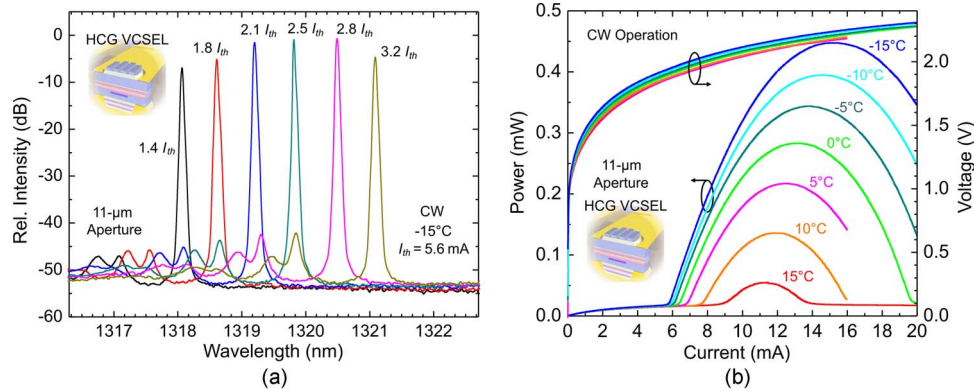 HCG VCSEL
1.4 Ith
1.8 Ith
2.1 Ith
2.5 Ith
2.8 Ith
3.2 Ith
11-µm
Aperture
CW
-15°C
Ith = 5.6 mA
Rel. Intensity (dB)
0
-10
-20
-30
-40
-50
-60
1317 1318 1319 1320 1321 1322
Wavelength (nm)
(a)
CW Operation
-15°C
-10°C
-5°C
0°C
5°C
10°C
15°C
11-µm
Aperture
HCG VCSEL
Power (mW)
0.5
0.4
0.3
0.2
0.1
0.0
Voltage (V)
2.0
1.5
1.0
0.5
0.0
0 2 4 6 8 10 12 14 16 18 20
Current (mA)
(b)